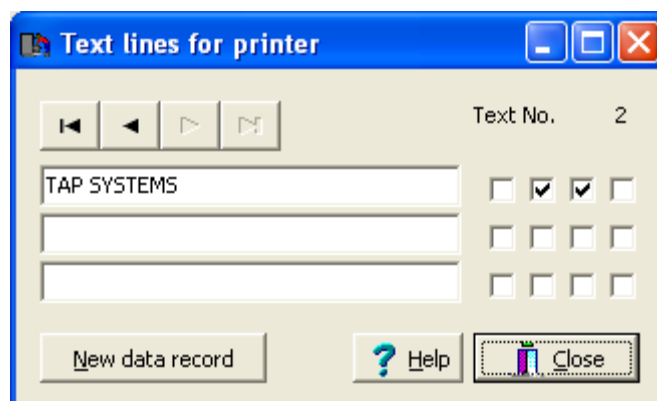 Text lines for printer
Text No. 2
TAP SYSTEMS
New data record
Help
Close